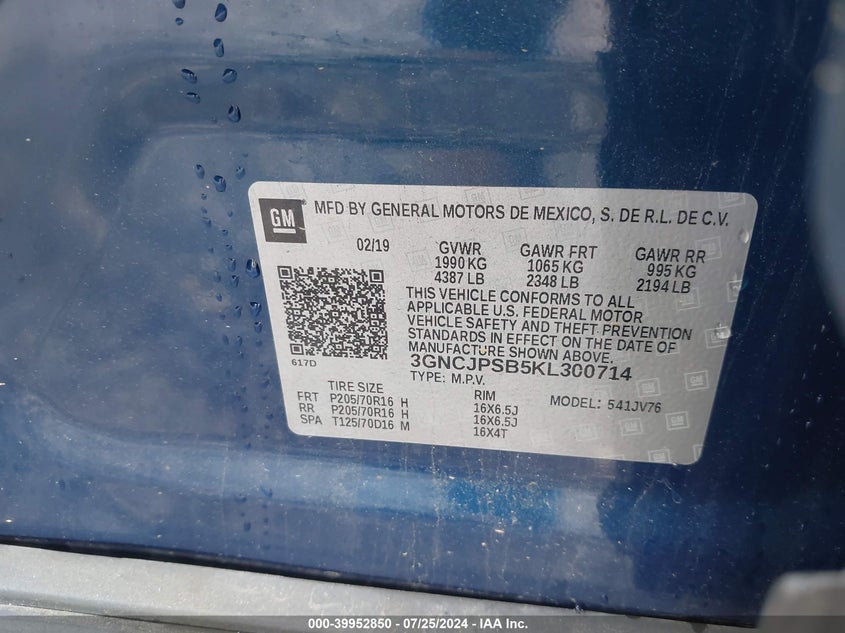 GM
MFD BY GENERAL MOTORS DE MEXICO, S. DE R.L. DE C.V.
02/19 GVWR GAWR FRT GAWR RR
1990 KG 1065 KG 995 KG
4387 LB 2348 LB 2194 LB
THIS VEHICLE CONFORMS TO ALL
APPLICABLE U.S. FEDERAL MOTOR
VEHICLE SAFETY AND THEFT PREVENTION
STANDARDS IN EFFECT ON THE DATE OF
MANUFACTURE SHOWN ABOVE.
617D
3GNCJPSB5KL300714
TYPE: M.P.V.
MODEL: 541JV76
TIRE SIZE RIM
FRT P205/70R16 H 16X6.5J
RR P205/70R16 H 16X6.5J
SPA T125/70D16 M 16X4T
000-39952850 / 07/25/2024 / IAA Inc.